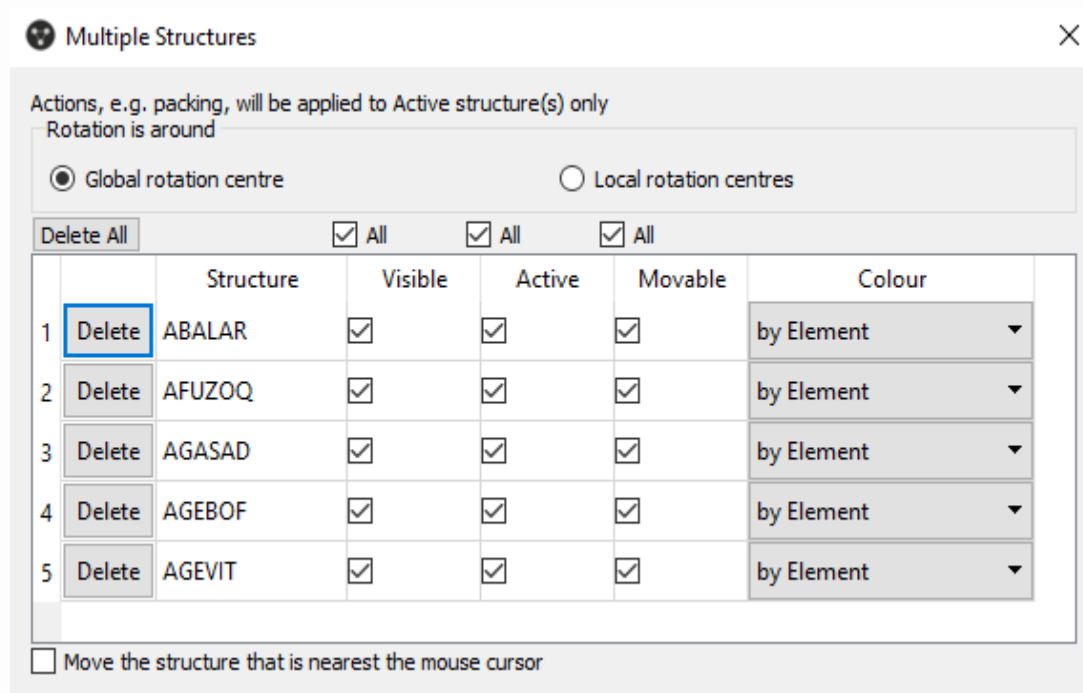 Multiple Structures
Actions, e.g. packing, will be applied to Active structure(s) only
Rotation is around
Global rotation centre Local rotation centres
Delete All All All All
Structure Visible Active Movable Colour
1 Delete ABALAR by Element
2 Delete AFUZOQ by Element
3 Delete AGASAD by Element
4 Delete AGEBOF by Element
5 Delete AGEVIT by Element
Move the structure that is nearest the mouse cursor